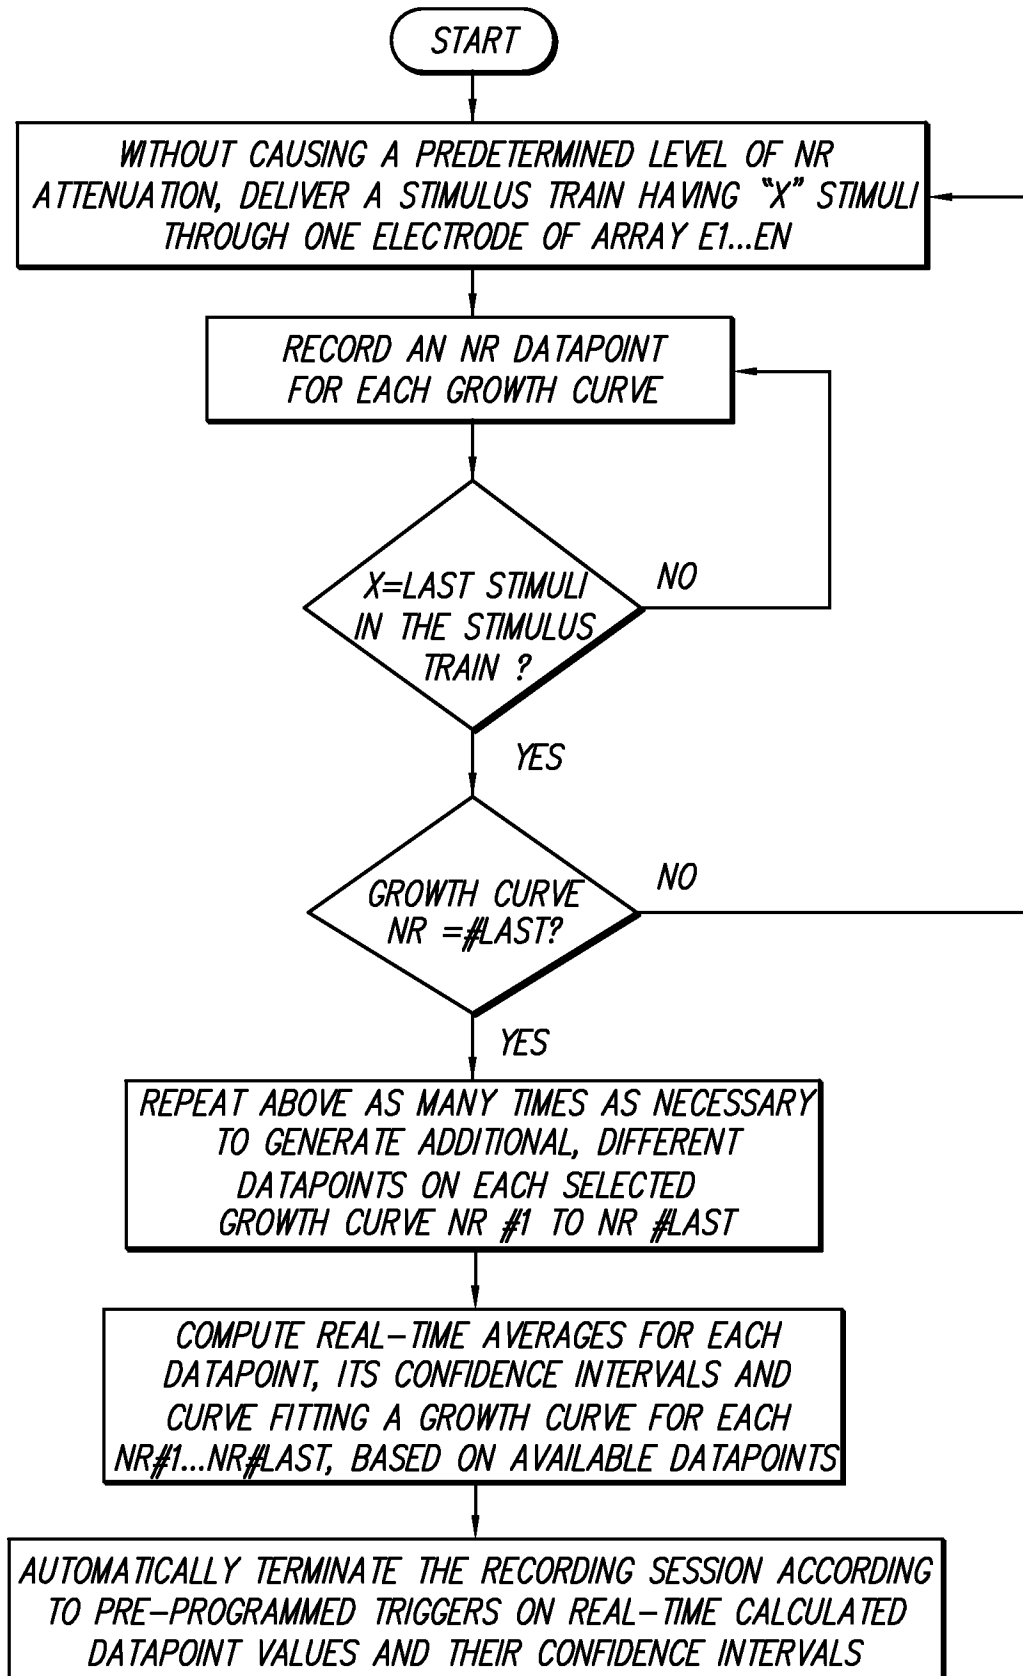 START
WITHOUT CAUSING A PREDETERMINED LEVEL OF NR
ATTENUATION, DELIVER A STIMULUS TRAIN HAVING “X” STIMULI
THROUGH ONE ELECTRODE OF ARRAY E1...EN
RECORD AN NR DATAPOINT
FOR EACH GROWTH CURVE
X=LAST STIMULI
IN THE STIMULUS
TRAIN ?
NO
YES
GROWTH CURVE
NR =#LAST?
NO
YES
REPEAT ABOVE AS MANY TIMES AS NECESSARY
TO GENERATE ADDITIONAL, DIFFERENT
DATAPOINTS ON EACH SELECTED
GROWTH CURVE NR #1 TO NR #LAST
COMPUTE REAL-TIME AVERAGES FOR EACH
DATAPOINT, ITS CONFIDENCE INTERVALS AND
CURVE FITTING A GROWTH CURVE FOR EACH
NR#1...NR#LAST, BASED ON AVAILABLE DATAPOINTS
AUTOMATICALLY TERMINATE THE RECORDING SESSION ACCORDING
TO PRE-PROGRAMMED TRIGGERS ON REAL-TIME CALCULATED
DATAPOINT VALUES AND THEIR CONFIDENCE INTERVALS